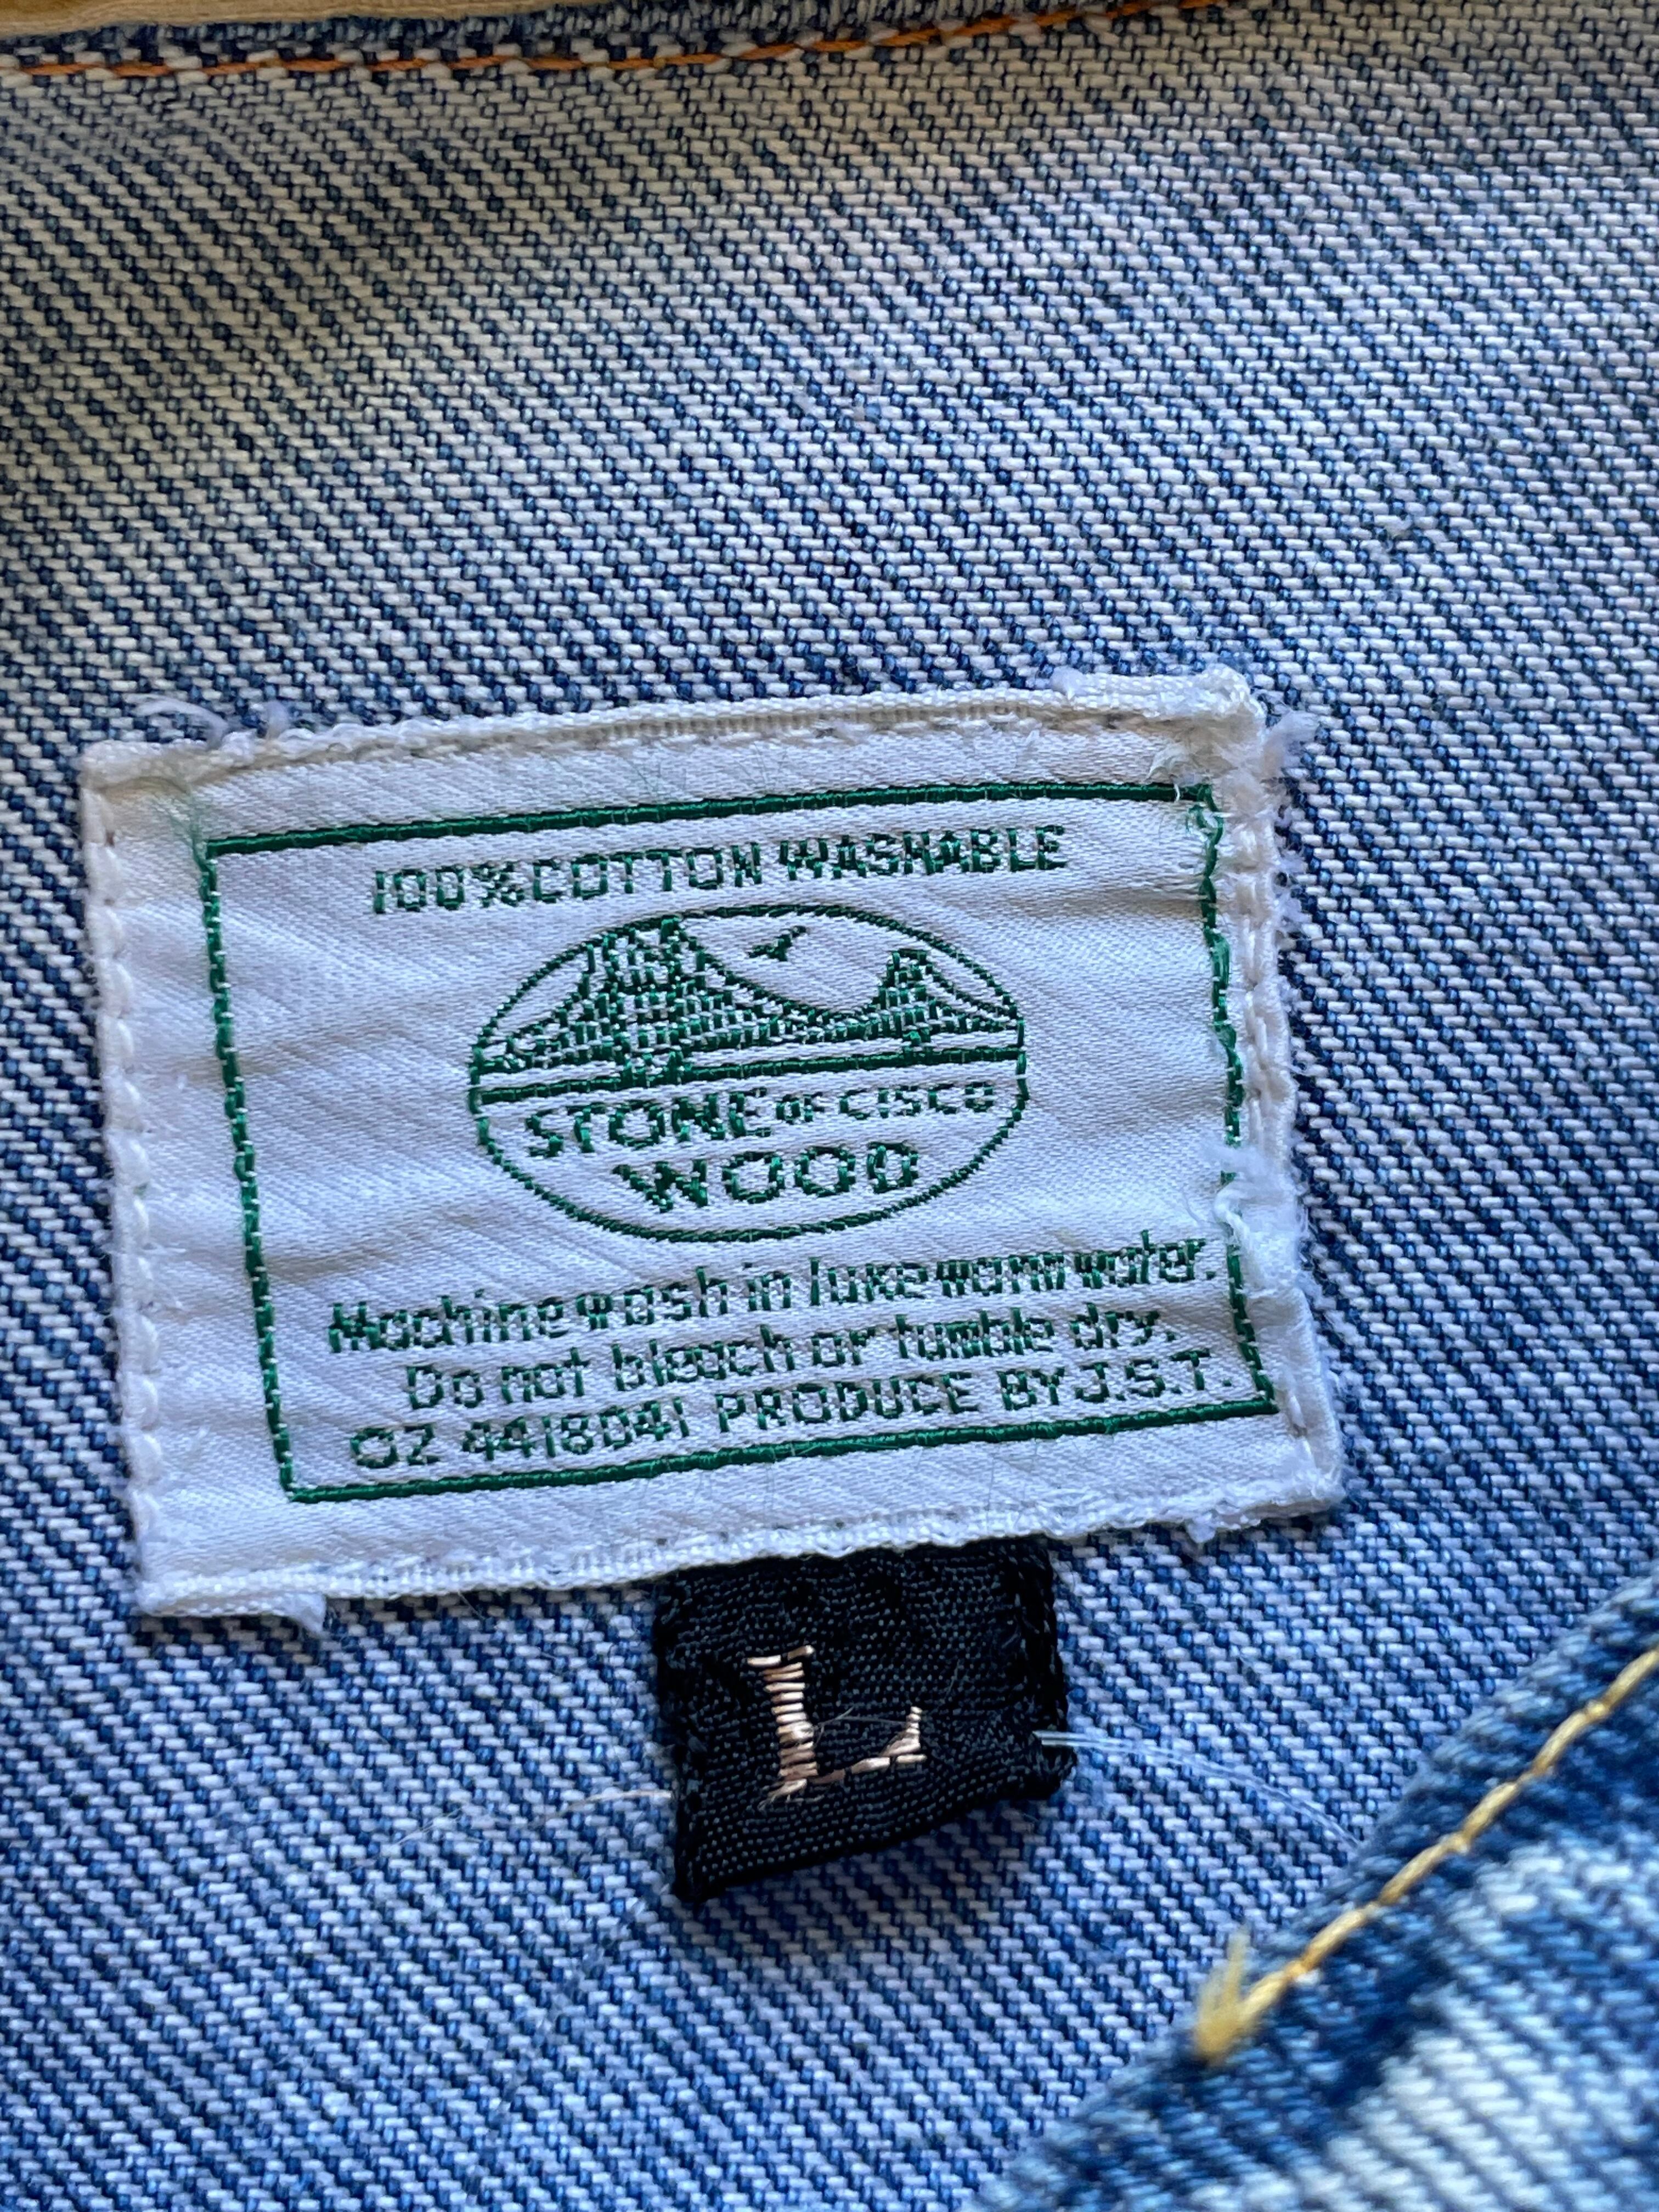 100% COTTON WASHABLE
STONE OF CISCO
WOOD
Machine wash in luke warm water.
Do not bleach or tumble dry.
OZ 4418041 PRODUCE BY J.S.T.
L